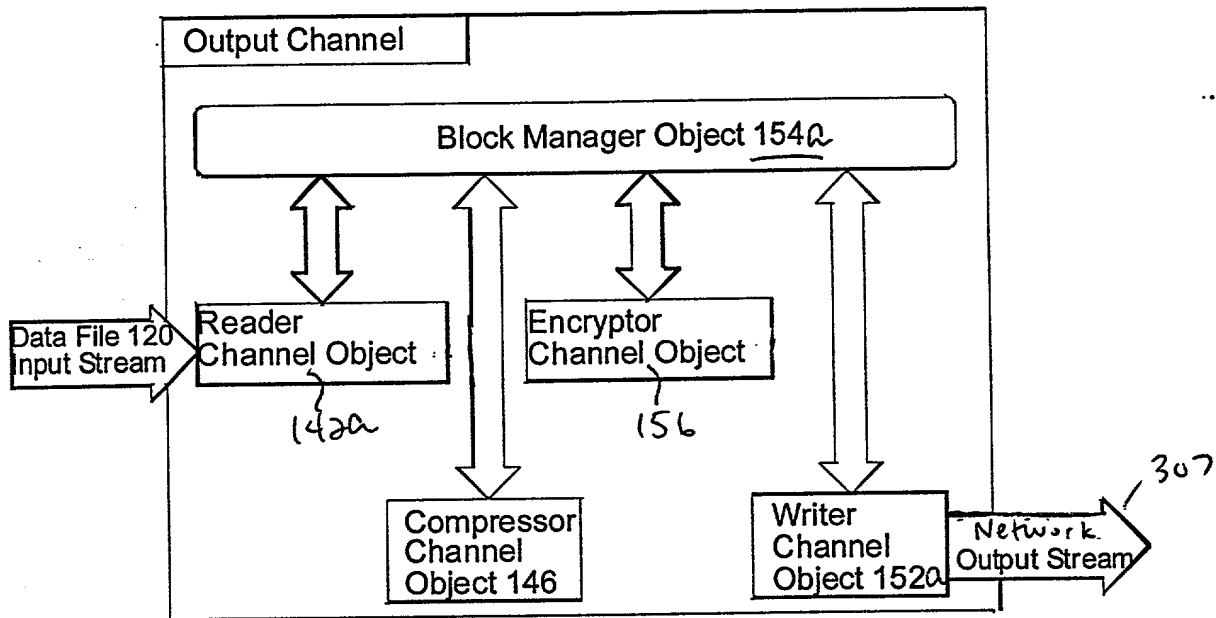 Output Channel
Block Manager Object 154a
Data File 120
Input Stream
Reader
Channel Object
142a
Encryptor
Channel Object
156
Compressor
Channel
Object 146
Writer
Channel
Object 152a
Network
Output Stream
307